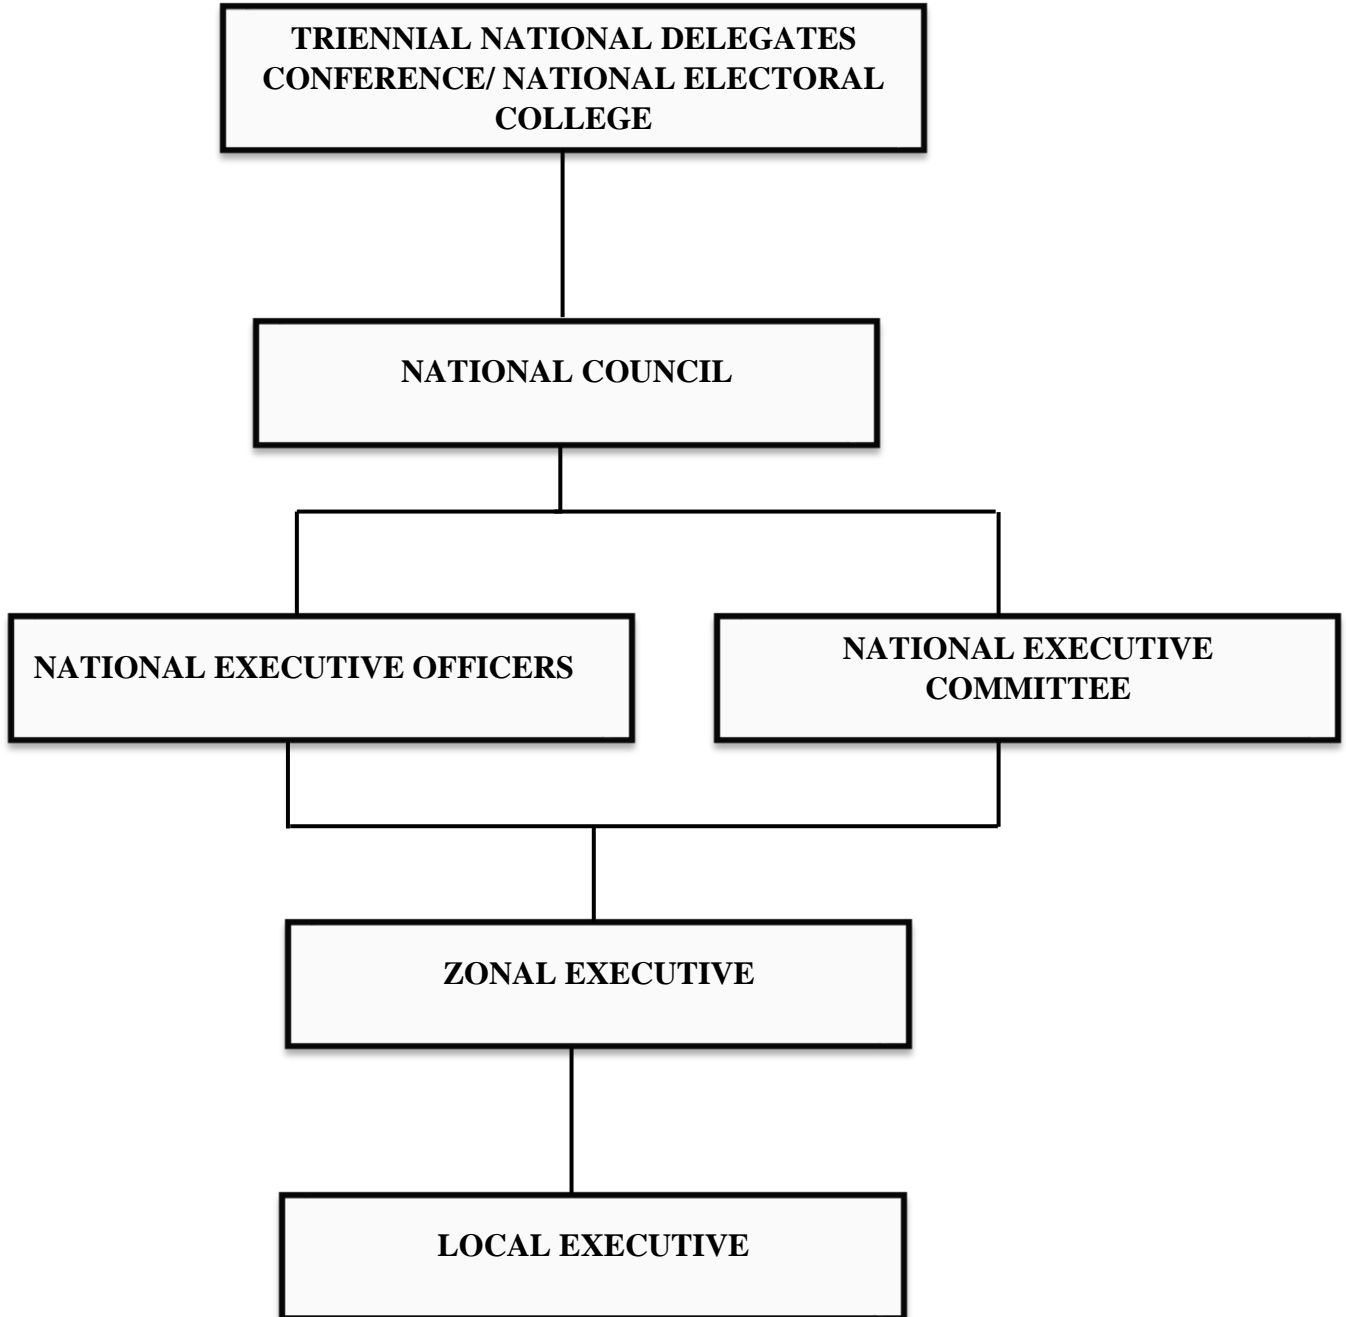 TRIENNIAL NATIONAL DELEGATES
CONFERENCE/ NATIONAL ELECTORAL
COLLEGE
NATIONAL COUNCIL
NATIONAL EXECUTIVE OFFICERS
NATIONAL EXECUTIVE
COMMITTEE
ZONAL EXECUTIVE
LOCAL EXECUTIVE